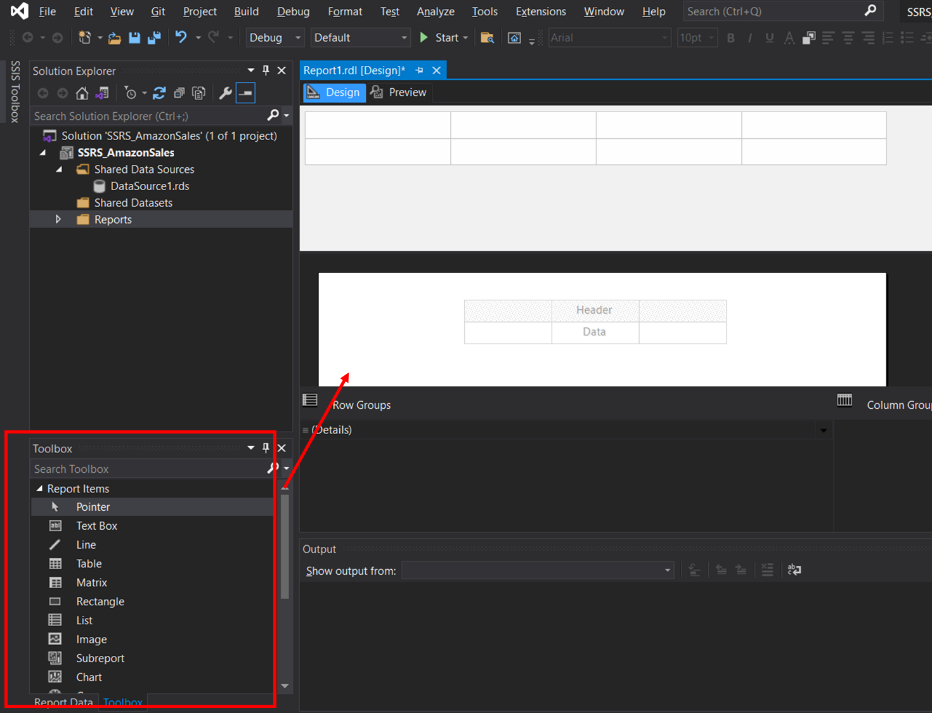 File Edit View Git Project Build Debug Format Test Analyze Tools Extensions Window Help Search (Ctrl+Q) SSRS
Debug Default Start Arial 10pt B I U A
SSIS Toolbox
Solution Explorer
Search Solution Explorer (Ctrl+;)
Solution 'SSRS_AmazonSales' (1 of 1 project)
SSRS_AmazonSales
Shared Data Sources
DataSource1.rds
Shared Datasets
Reports
Report1.rdl [Design]*
Design Preview
Header
Data
Row Groups Column Grou
(Details)
Toolbox
Search Toolbox
Report Items
Pointer
Text Box
Line
Table
Matrix
Rectangle
List
Image
Subreport
Chart
Report Data Toolbox
Output
Show output from: